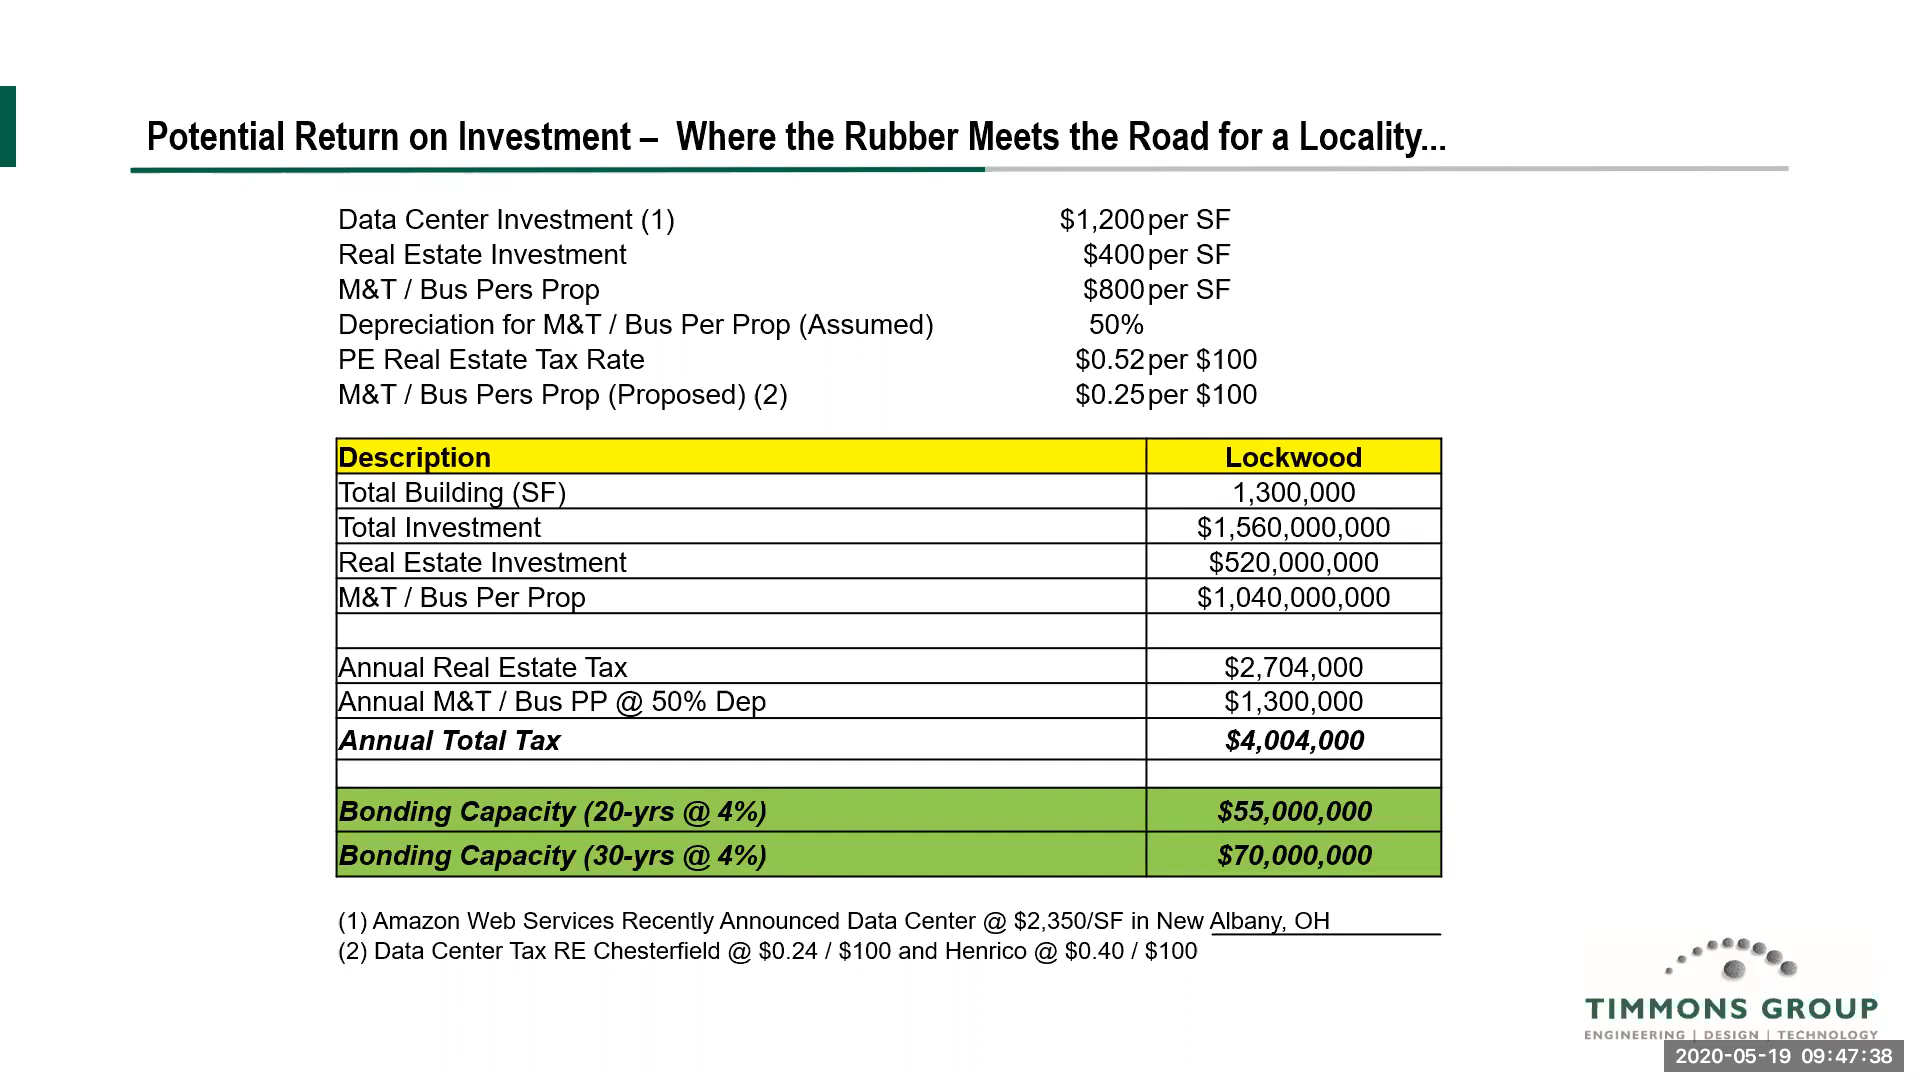 Potential Return on Investment – Where the Rubber Meets the Road for a Locality...
Data Center Investment (1) $1,200 per SF
Real Estate Investment $400 per SF
M&T / Bus Pers Prop $800 per SF
Depreciation for M&T / Bus Per Prop (Assumed) 50%
PE Real Estate Tax Rate $0.52 per $100
M&T / Bus Pers Prop (Proposed) (2) $0.25 per $100
Description Lockwood
Total Building (SF) 1,300,000
Total Investment $1,560,000,000
Real Estate Investment $520,000,000
M&T / Bus Per Prop $1,040,000,000
Annual Real Estate Tax $2,704,000
Annual M&T / Bus PP @ 50% Dep $1,300,000
Annual Total Tax $4,004,000
Bonding Capacity (20-yrs @ 4%) $55,000,000
Bonding Capacity (30-yrs @ 4%) $70,000,000
(1) Amazon Web Services Recently Announced Data Center @ $2,350/SF in New Albany, OH
(2) Data Center Tax RE Chesterfield @ $0.24 / $100 and Henrico @ $0.40 / $100
TIMMONS GROUP
ENGINEERING | DESIGN | TECHNOLOGY
2020-05-19 09:47:38